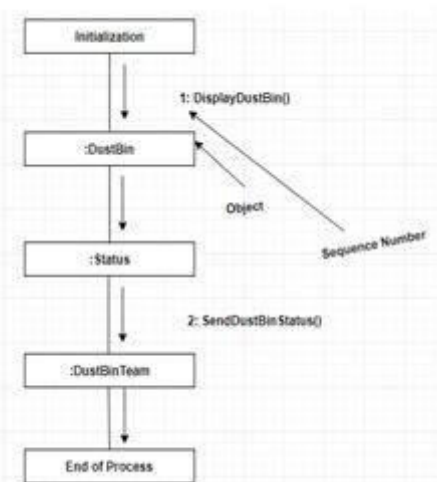 Initialization
1: DisplayDustBin()
:DustBin
Object
Sequence Number
:Status
2: SendDustBinStatus()
:DustBinTeam
End of Process